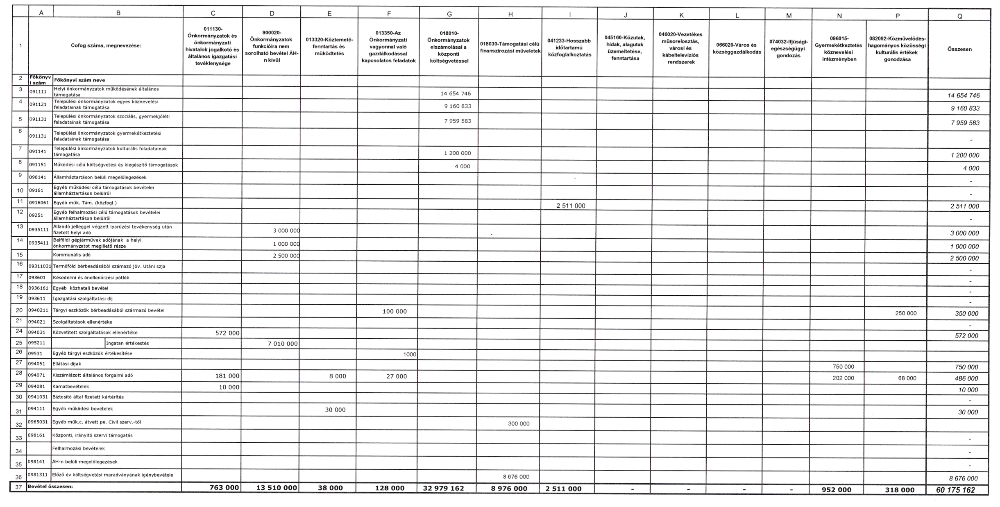 A B C D E F G H I J K L M N P Q
1 Cofog száma, megnevezése: 011130-Önkormányzatok és önkormányzati hivatalok jogalkotó és általános igazgatási tevéklenysége 900020-Önkormányzatok funkcióira nem sorolható bevétel ÁH-n kívül 013320-Köztemető-fenntartás és működtetés 013350-Az Önkormányzati vagyonnal való gazdálkodással kapcsolatos feladatok 018010-Önkormányzatok elszámolásai a központi költségvetéssel 018030-Támogatási célú finanszirozási műveletek 041233-Hosszabb időtartamú közfoglalkoztatás 045160-Közutak, hidak, alagutak üzemeltetése, fenntartása 046020-Vezetékes műsorelosztás, városi és kábeltelevíziós rendszerek 066020-Város és községgazdálkodás 074032-Ifjúsági-egészségügyi gondozás 096015-Gyermekétkeztetés köznevelési intézményben 082092-Közművelődés-hagományos közösségi kulturális értékek gonodzása Összesen
2 Főkönyvi szám Főkönyvi szám neve
3 091111 Helyi önkormányzatok működésének általános támogatása 14 654 746 14 654 746
4 091121 Települési önkormányzatok egyes köznevelési feladatainak támogatása 9 160 833 9 160 833
5 091131 Települési önkormányzatok szociális, gyermekjóléti feladatainak támogatása 7 959 583 7 959 583
6 091131 Települési önkormányzatok gyermekétkeztetési feladatainak támogatása -
7 091141 Települési önkormányzatok kulturális feladatainak támogatása 1 200 000 1 200 000
8 091151 Működési célú költségvetési és kiegészítő támogatások 4 000 4 000
9 098141 Államháztartáson belüli megelőlegezések -
10 09161 Egyéb működési célú támogatások bevételei államháztartáson belülről -
11 0916061 Egyéb műk. Tám. (közfogl.) 2 511 000 2 511 000
12 09251 Egyéb felhalmozási célú támogatások bevételei államháztartáson belülről -
13 0935111 Állandó jelleggel végzett iparűzési tevékenység után fizetett helyi adó 3 000 000 3 000 000
14 0935411 Belföldi gépjárművek adójának a helyi önkormányzatot megillető része 1 000 000 1 000 000
15 Kommunális adó 2 500 000 2 500 000
16 09311031 Termőföld bérbeadásából számazó jöv. Utáni szja -
17 093601 Késedelmi és önellenőrzési pótlék -
18 0936161 Egyéb közhatali bevétel -
19 093611 Igazgatási szolgáltatási díj -
20 0940211 Tárgyi eszközök bérbeadásából származó bevétel 100 000 250 000 350 000
21 094021 Szolgáltatások ellenértéke -
24 094031 Közvetített szolgáltatások ellenértéke 572 000 572 000
25 095211 Ingatan értékestés 7 010 000
26 09531 Egyéb tárgyi eszközök értékesítése 1000
27 094051 Ellátási díjak 750 000 750 000
28 094071 Kiszámlázott általános forgalmi adó 181 000 8 000 27 000 202 000 68 000 486 000
29 094081 Kamatbevételek 10 000 10 000
30 0941031 Biztosító által fizetett kártérítés -
31 094111 Egyéb működési bevételek 30 000 30 000
32 0965031 Egyéb műk.c. átvett pe. Civil szerv.-től 300 000
33 098161 Központi, irányitó szervi támogatás -
34 Felhalmozási bevételek -
35 098141 ÁH-n belüli megelőlegezések -
36 0981311 Előző év költségvetési maradványának igénybevétele 8 676 000 8 676 000
37 Bevétel összesen: 763 000 13 510 000 38 000 128 000 32 979 162 8 976 000 2 511 000 - - - - 952 000 318 000 60 175 162